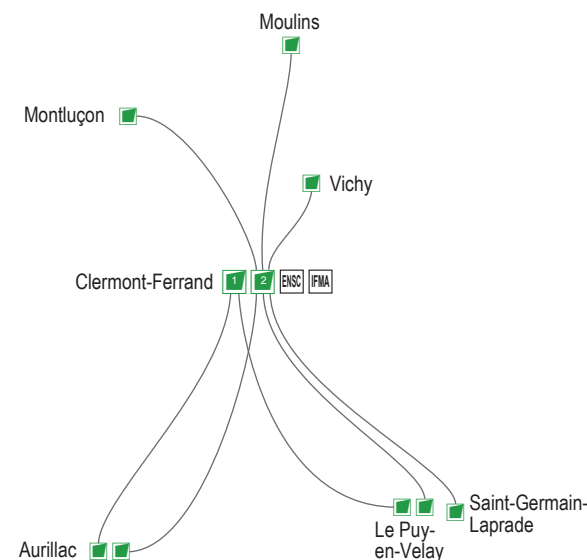 Moulins
Montluçon
Vichy
Clermont-Ferrand 1 2 ENSC IFMA
Saint-Germain-
Laprade
Le Puy-
en-Velay
Aurillac